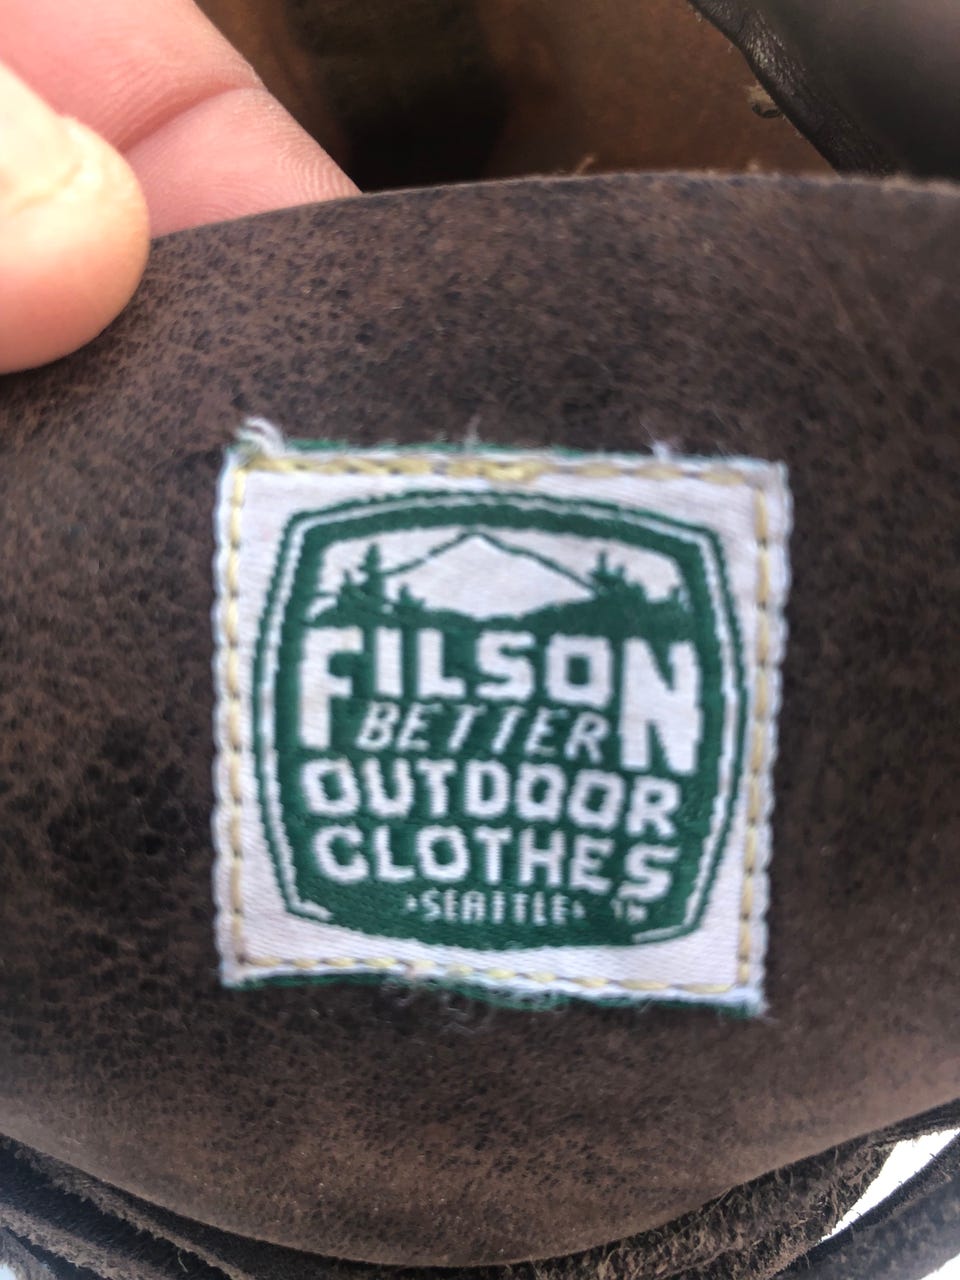 FILSON
BETTER
OUTDOOR
CLOTHES
SEATTLE